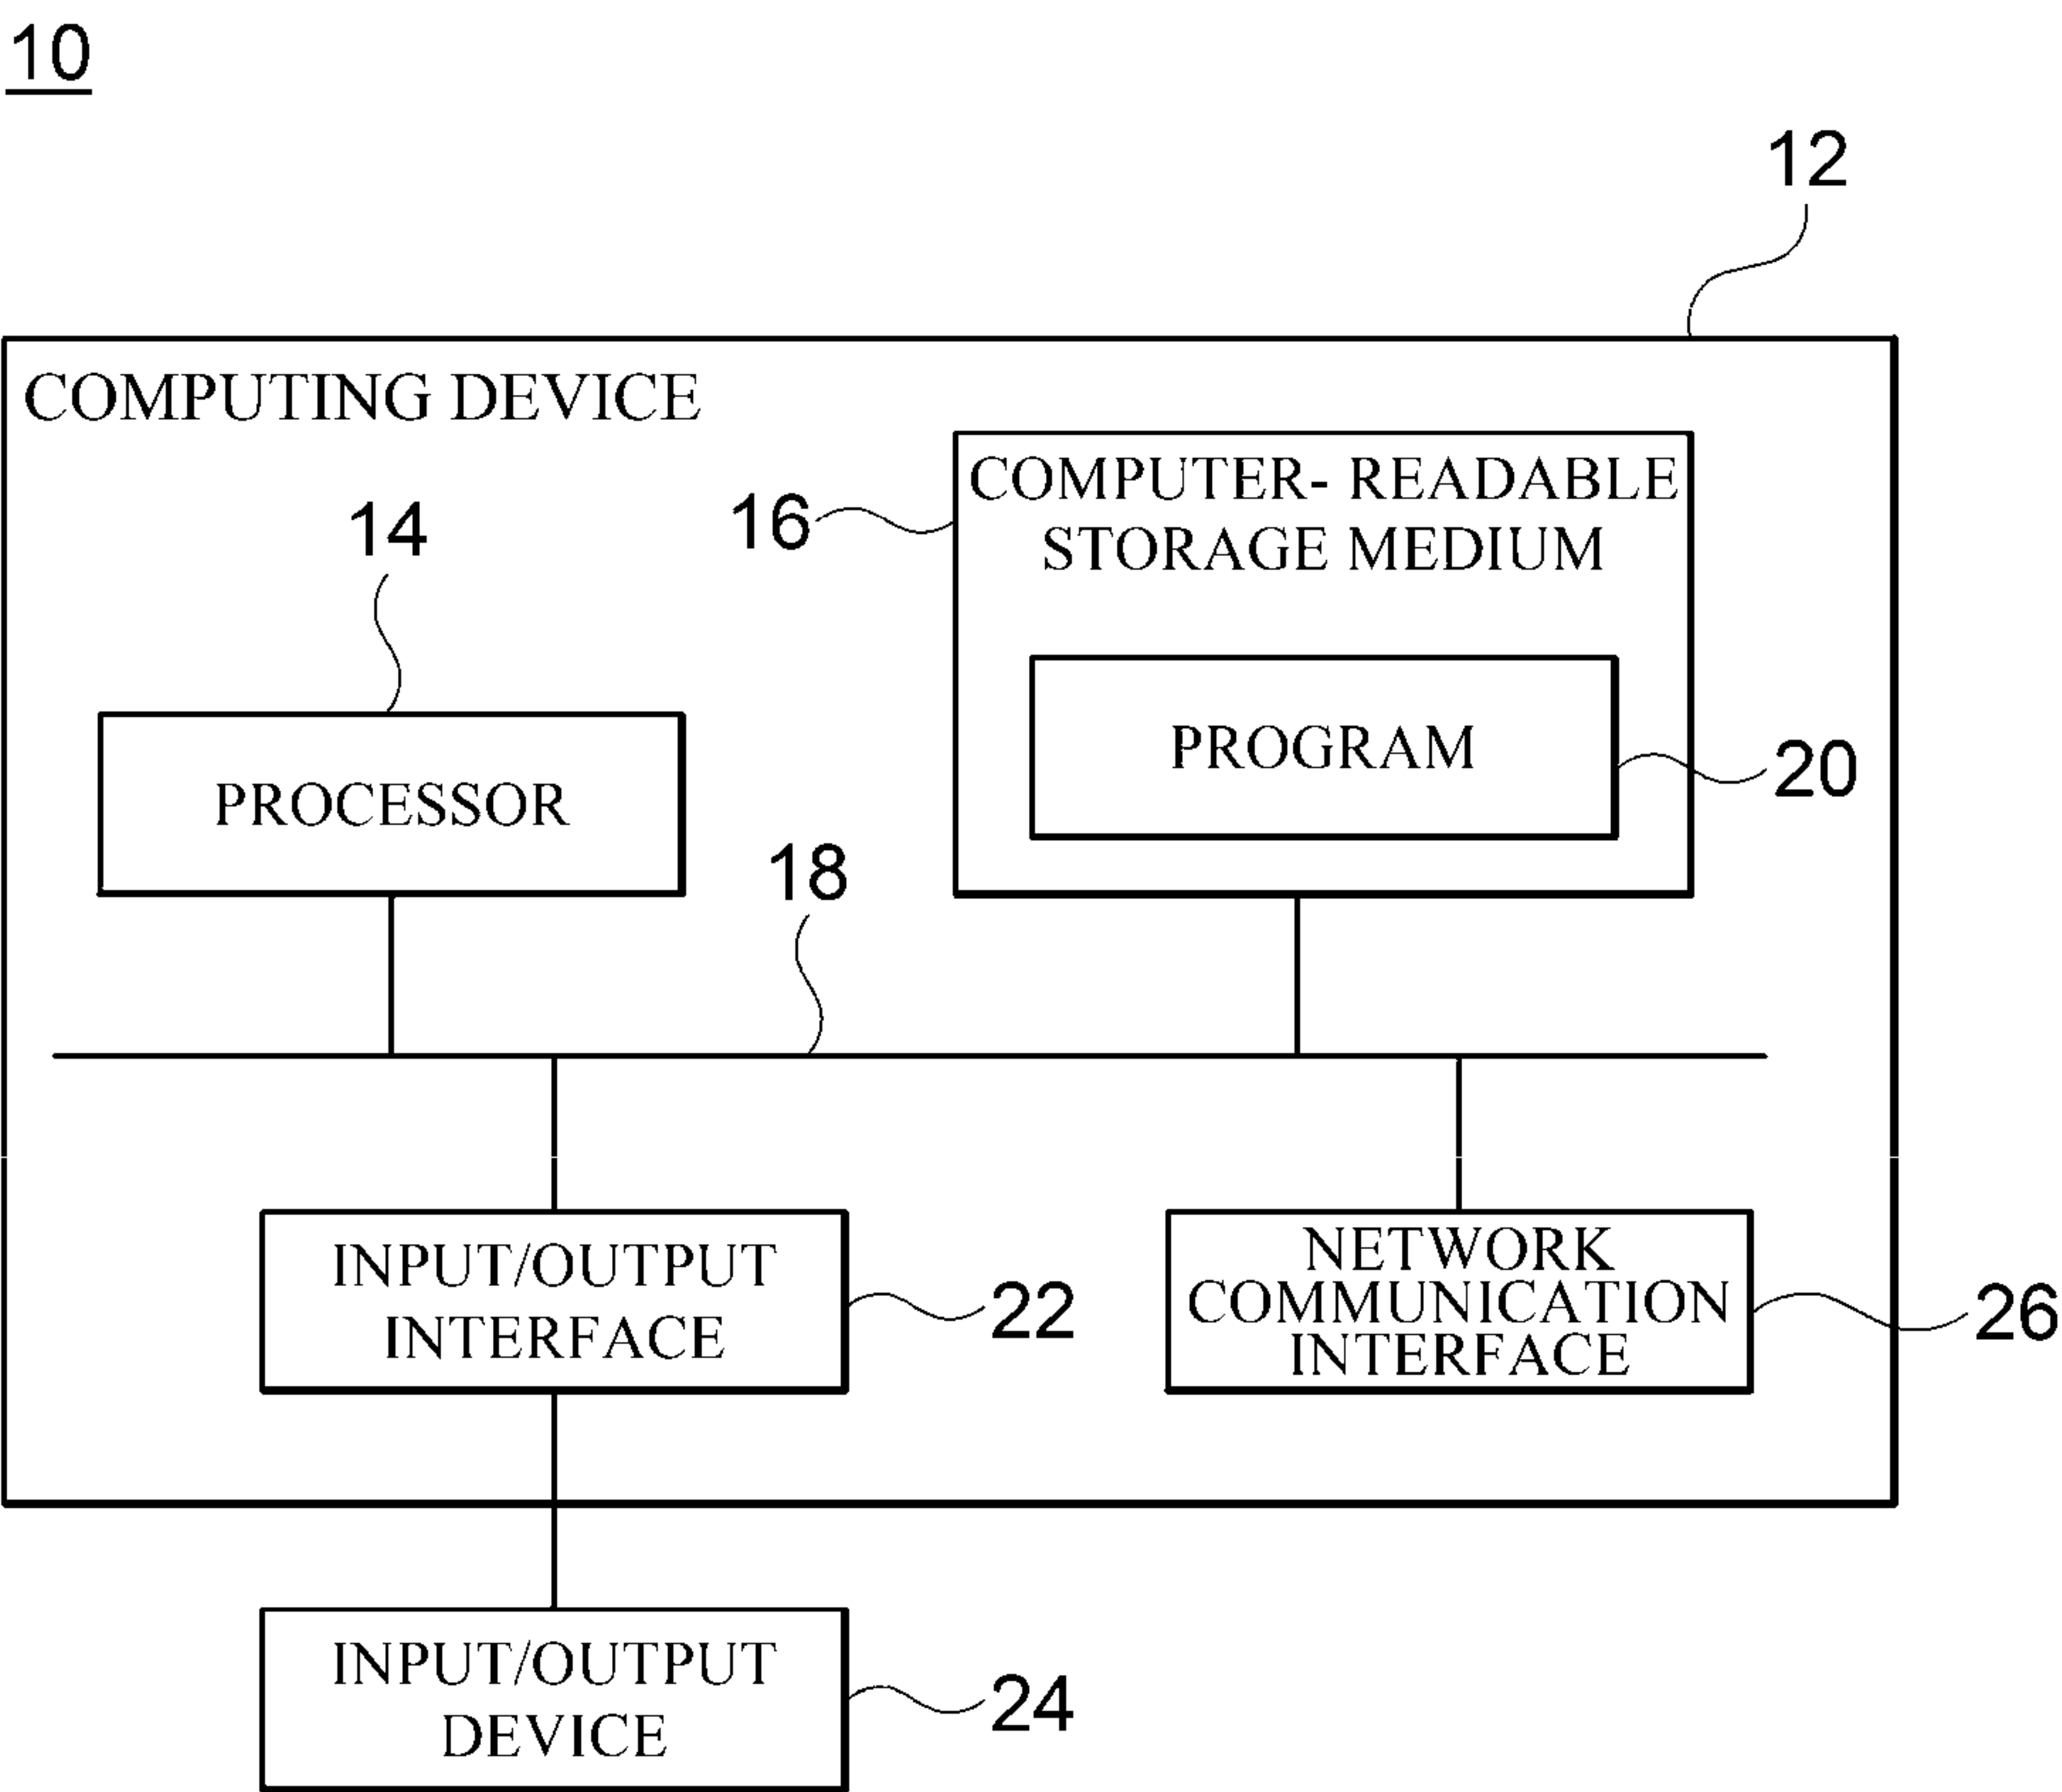 10
12
COMPUTING DEVICE
16
COMPUTER- READABLE
STORAGE MEDIUM
14
PROGRAM
20
PROCESSOR
18
INPUT/OUTPUT
INTERFACE
22
NETWORK
COMMUNICATION
INTERFACE
26
INPUT/OUTPUT
DEVICE
24